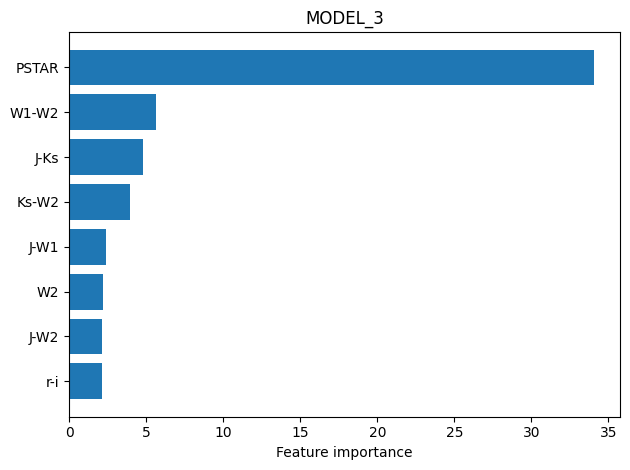 MODEL_3
PSTAR
W1-W2
J-Ks
Ks-W2
J-W1
W2
J-W2
r-i
0 5 10 15 20 25 30 35
Feature importance